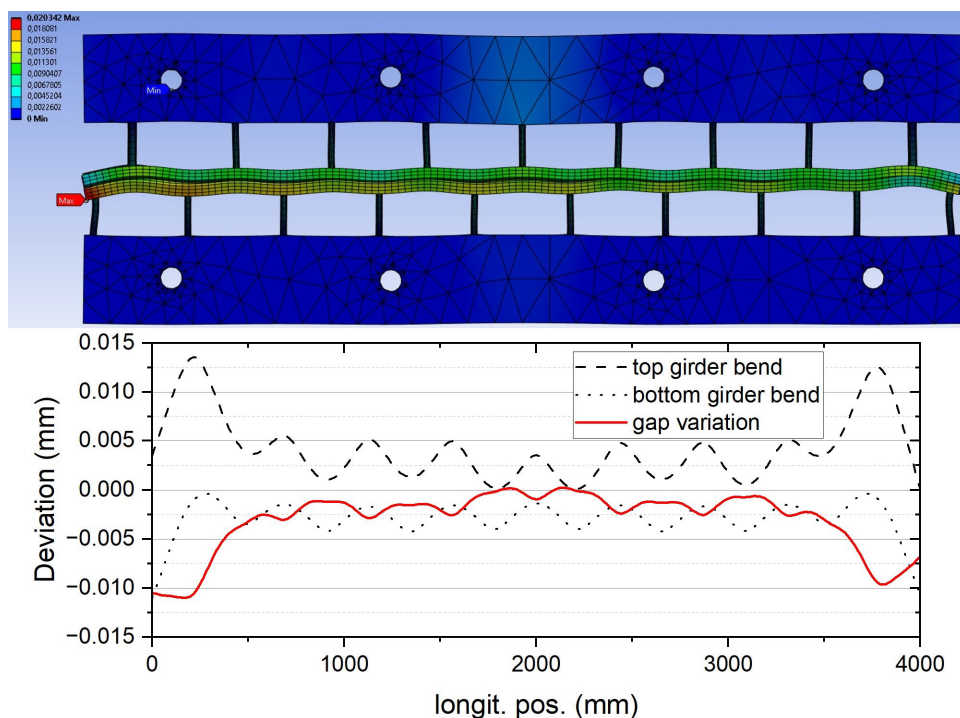 0,020342 Max
0,018081
0,015821
0,013561
0,011301
0,0090407
0,0067805
0,0045204
0,0022602
0 Min
Min
Max
0.015
0.010
0.005
0.000
−0.005
−0.010
−0.015
Deviation (mm)
top girder bend
bottom girder bend
gap variation
0
1000
2000
3000
4000
longit. pos. (mm)